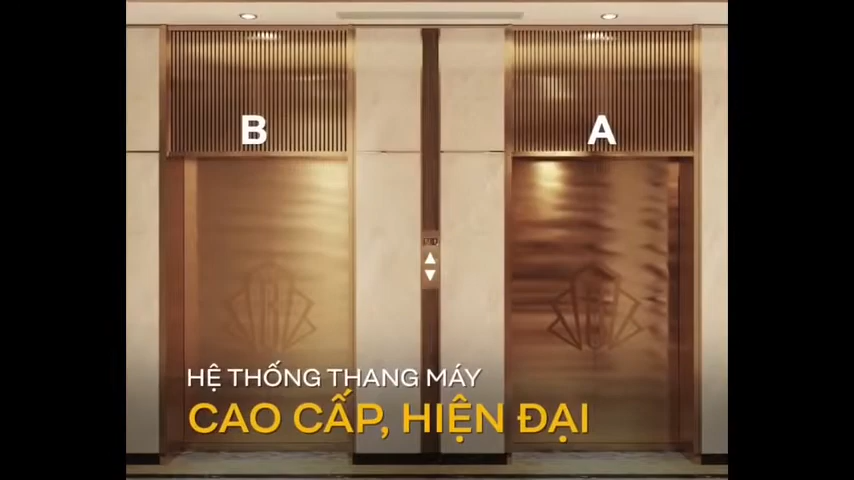 B A
HỆ THỐNG THANG MÁY
CAO CẤP, HIỆN ĐẠI